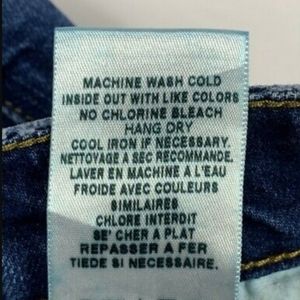 MACHINE WASH COLD
INSIDE OUT WITH LIKE COLORS
NO CHLORINE BLEACH
HANG DRY
COOL IRON IF NECESSARY.
NETTOYAGE A SEC RECOMMANDE.
LAVER EN MACHINE A L'EAU
FROIDE AVEC COULEURS
SIMILAIRES
CHLORE INTERDIT
SE' CHER A PLAT
REPASSER A FER
TIEDE SI NECESSAIRE.